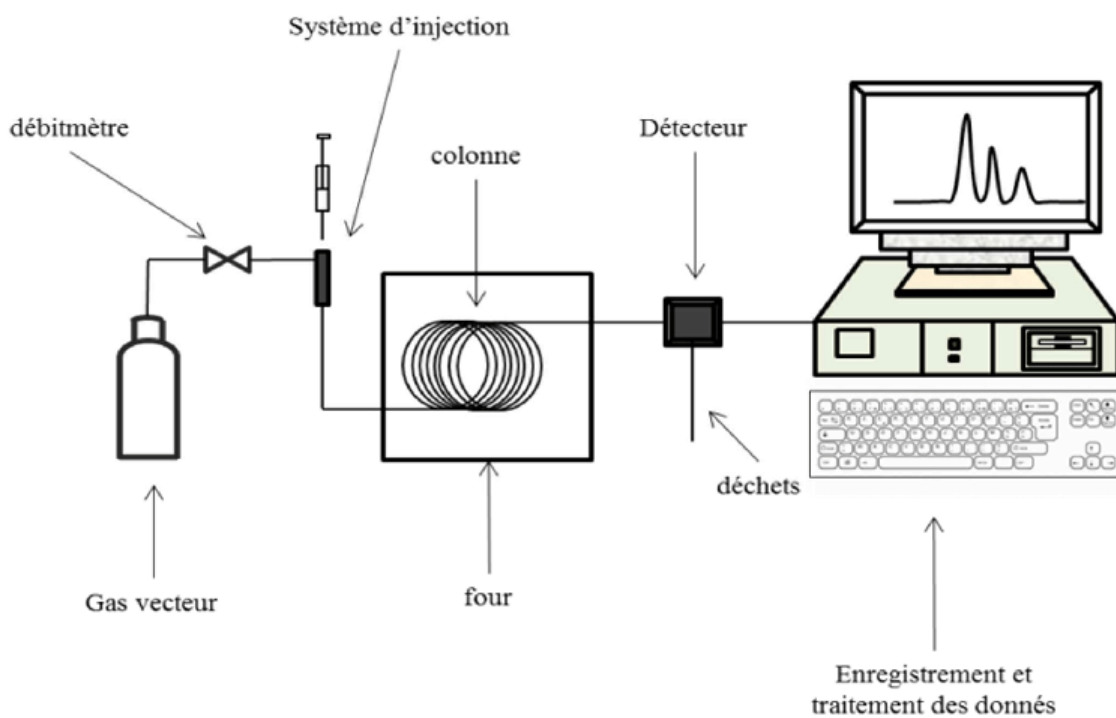 Système d'injection
débitmètre
Détecteur
colonne
déchets
Gas vecteur
four
Enregistrement et
traitement des donnés